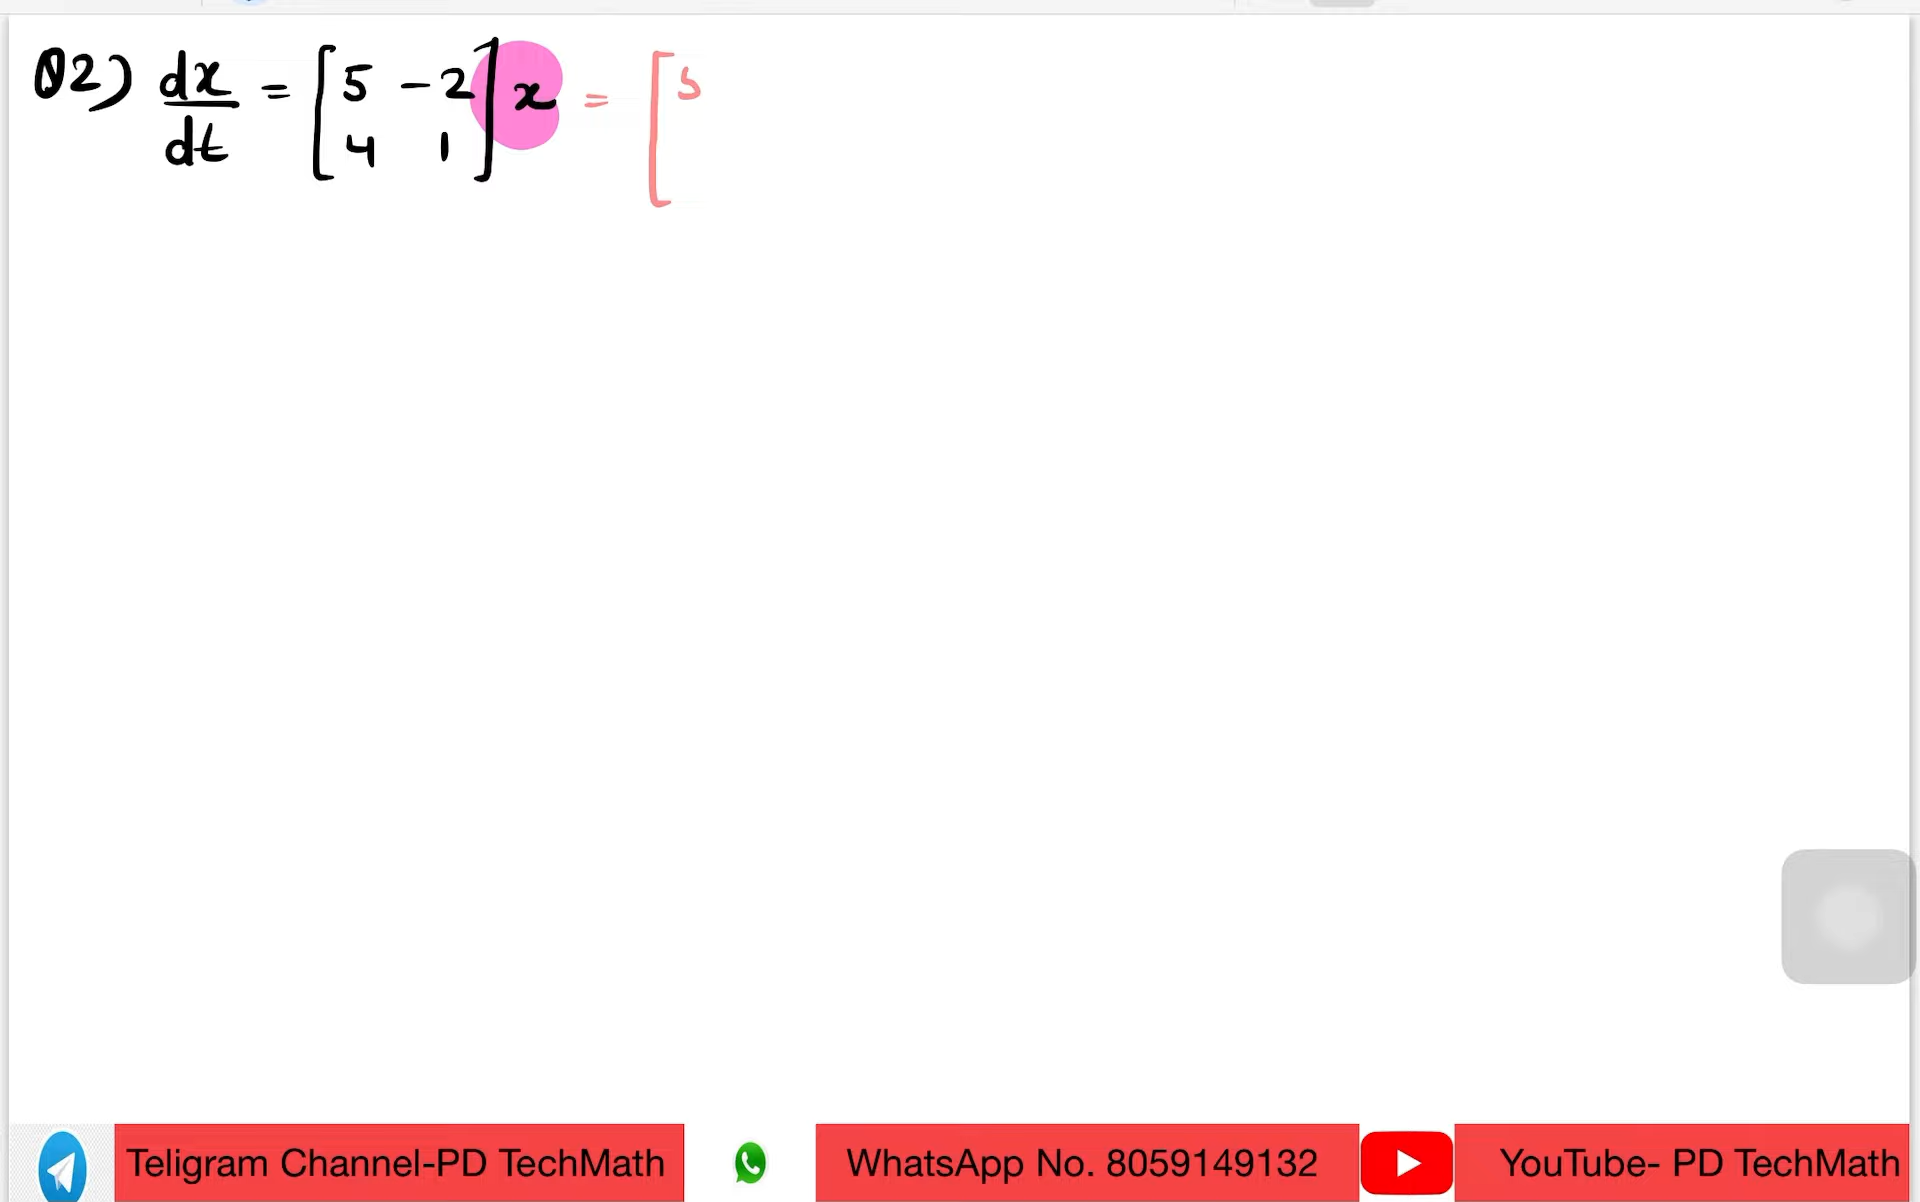 Q2) dx/dt = [5 -2] x = [5
[4 1]
Teligram Channel-PD TechMath WhatsApp No. 8059149132 YouTube- PD TechMath